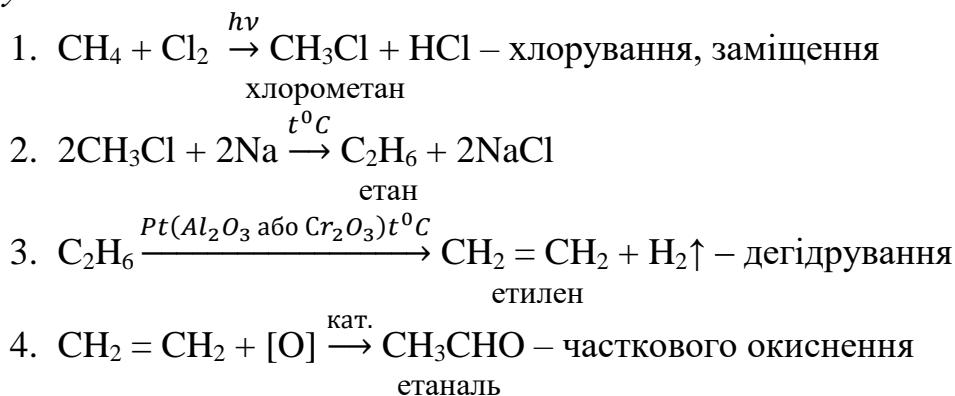 hν
1. CH₄ + Cl₂ → CH₃Cl + HCl – хлорування, заміщення
хлорометан
t⁰C
2. 2CH₃Cl + 2Na → C₂H₆ + 2NaCl
етан
Pt(Al₂O₃ або Cr₂O₃)t⁰C
3. C₂H₆ → CH₂ = CH₂ + H₂↑ – дегідрування
етилен
кат.
4. CH₂ = CH₂ + [O] → CH₃CHO – часткового окиснення
етаналь